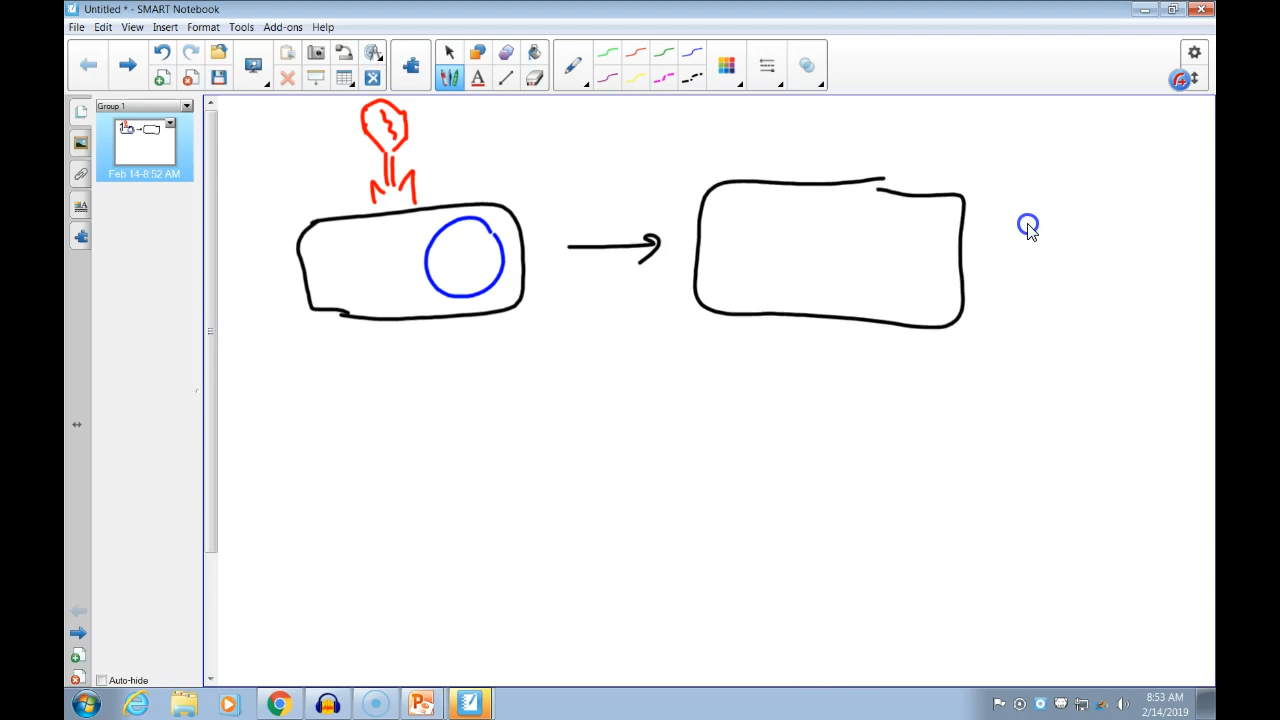 Untitled * - SMART Notebook
File Edit View Insert Format Tools Add-ons Help
Group 1
Feb 14-8:52 AM
Auto-hide
8:53 AM
2/14/2019